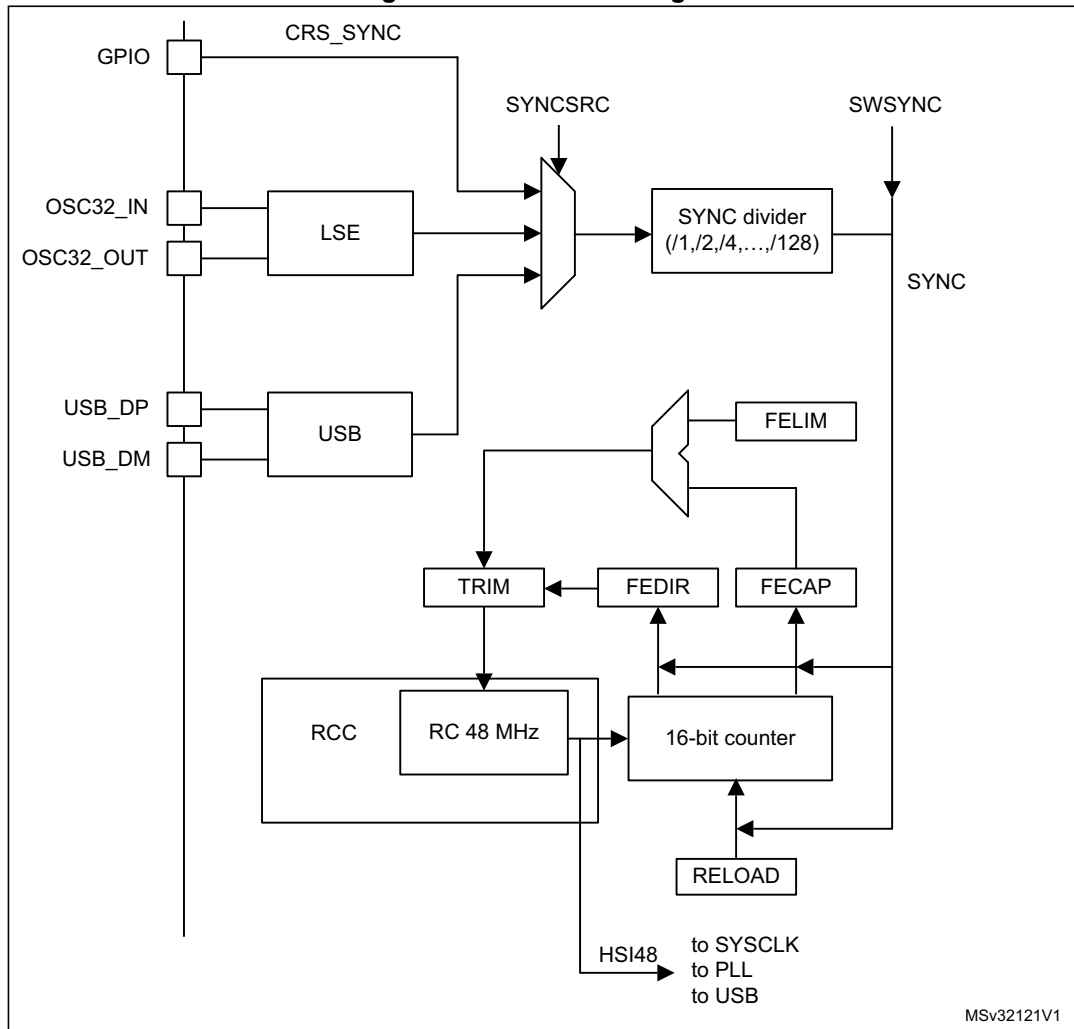 CRS_SYNC
GPIO
SYNCSRC
SWSYNC
OSC32_IN
LSE
OSC32_OUT
SYNC divider
(/1,/2,/4,…,/128)
SYNC
USB_DP
USB
USB_DM
FELIM
TRIM
FEDIR
FECAP
RCC
RC 48 MHz
16-bit counter
RELOAD
HSI48
to SYSCLK
to PLL
to USB
MSv32121V1